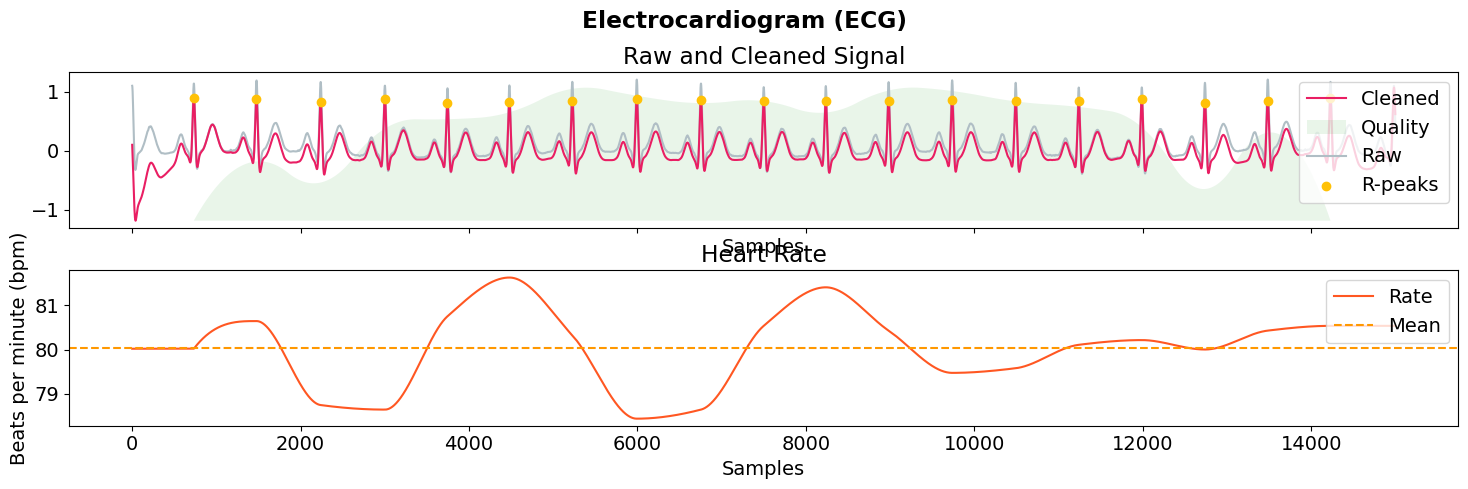 Electrocardiogram (ECG)
Raw and Cleaned Signal
1
0
−1
Cleaned
Quality
Raw
R-peaks
Samples
Heart Rate
Beats per minute (bpm)
81
80
79
Rate
Mean
0 2000 4000 6000 8000 10000 12000 14000
Samples